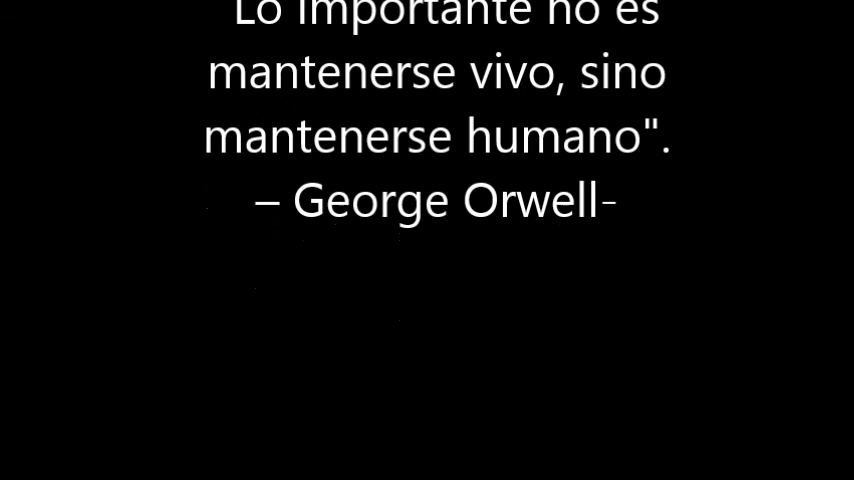 Lo importante no es
mantenerse vivo, sino
mantenerse humano".
– George Orwell-